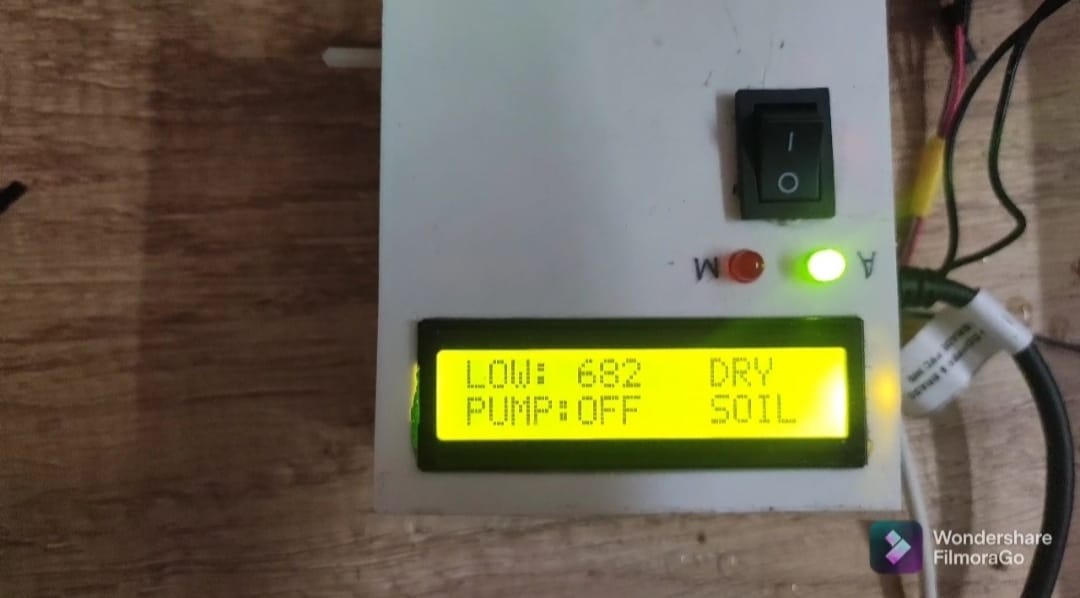 I
O
M A
LOW: 682 DRY
PUMP:OFF SOIL
Wondershare
FilmoraGo